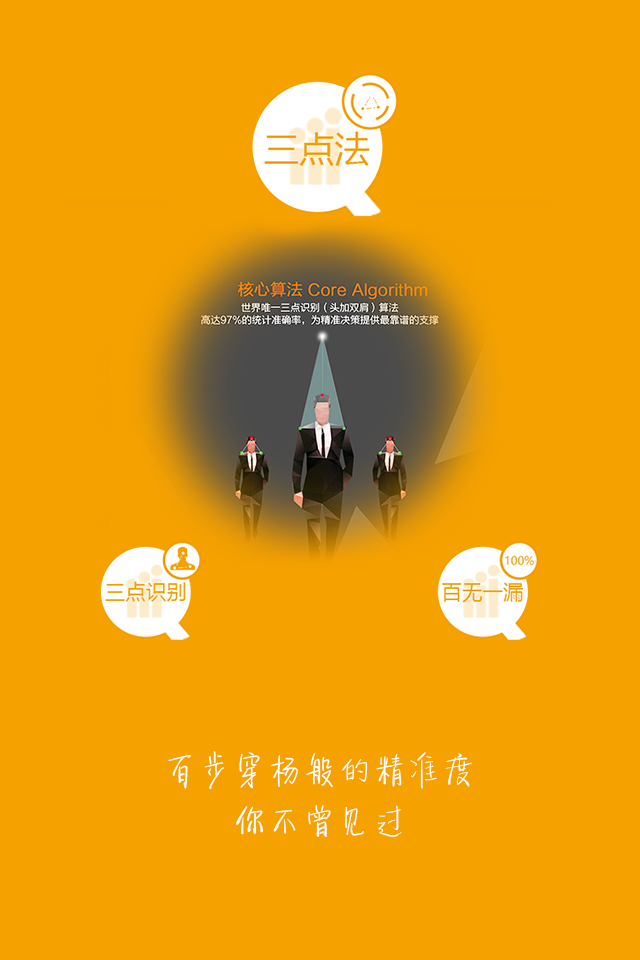 三点法
核心算法 Core Algorithm
世界唯一三点识别（头加双肩）算法
高达97%的统计准确率，为精准决策提供最靠谱的支撑
三点识别
100%
百无一漏
百步穿杨般的精准度
你不曾见过